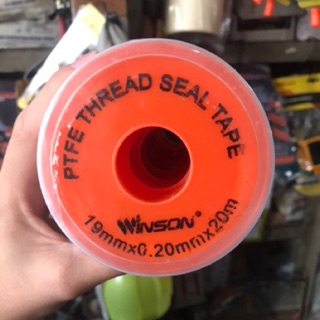 PTFE THREAD SEAL TAPE
WINSON®
19mmx0.20mmx20m